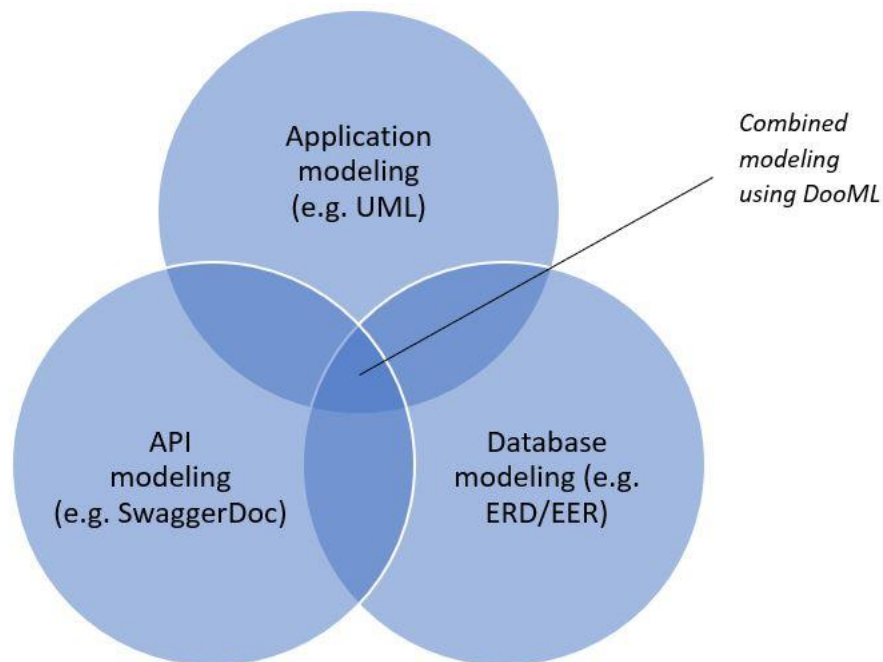 Application
modeling
(e.g. UML)
Combined
modeling
using DooML
API
modeling
(e.g. SwaggerDoc)
Database
modeling (e.g.
ERD/EER)